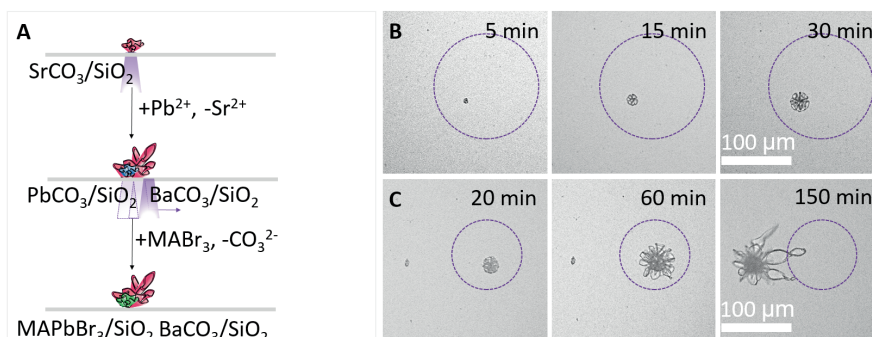 A
SrCO₃/SiO₂
+Pb²⁺, -Sr²⁺
PbCO₃/SiO₂ BaCO₃/SiO₂
+MABr₃, -CO₃²⁻
MAPbBr₃/SiO₂ BaCO₃/SiO₂
B
5 min
15 min
30 min
100 µm
C
20 min
60 min
150 min
100 µm